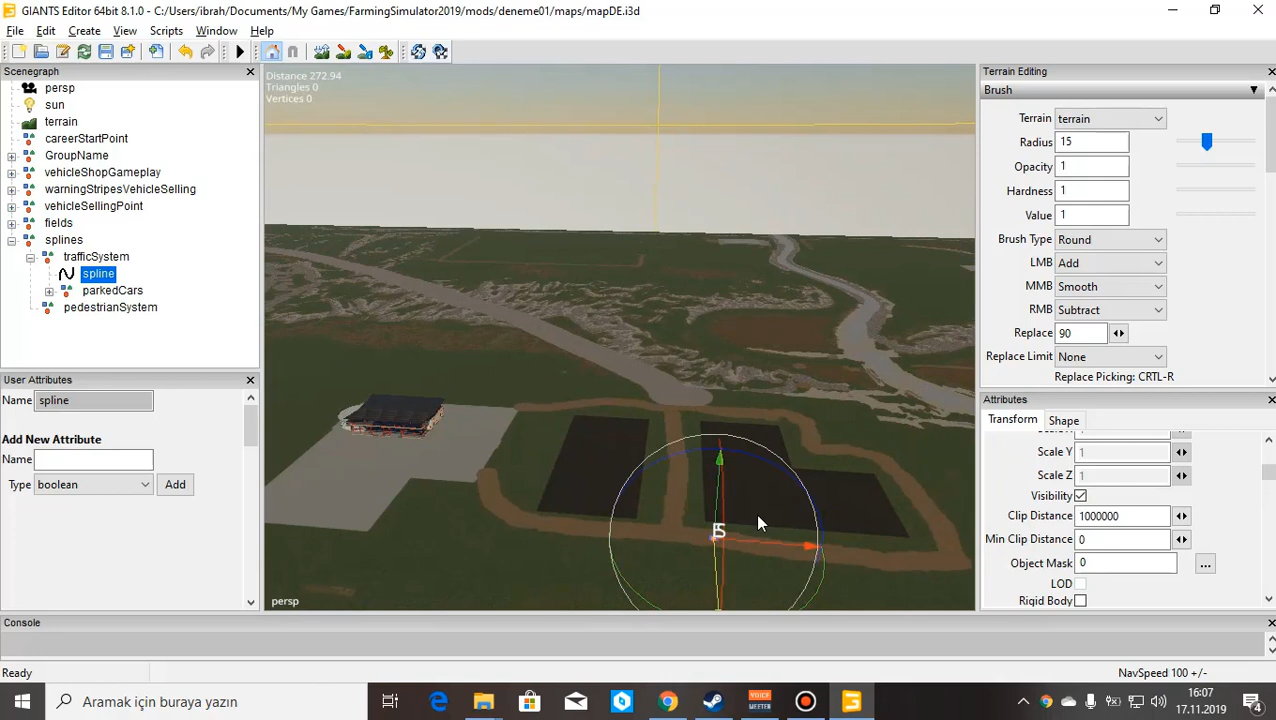 GIANTS Editor 64bit 8.1.0 - C:/Users/ibrah/Documents/My Games/FarmingSimulator2019/mods/deneme01/maps/mapDE.i3d
File Edit Create View Scripts Window Help
Scenegraph
persp
sun
terrain
careerStartPoint
GroupName
vehicleShopGameplay
warningStripesVehicleSelling
vehicleSellingPoint
fields
splines
trafficSystem
spline
parkedCars
pedestrianSystem
User Attributes
Name spline
Add New Attribute
Name
Type boolean Add
Distance 272.94
Triangles 0
Vertices 0
persp
Terrain Editing
Brush
Terrain terrain
Radius 15
Opacity 1
Hardness 1
Value 1
Brush Type Round
LMB Add
MMB Smooth
RMB Subtract
Replace 90
Replace Limit None
Replace Picking: CRTL-R
Attributes
Transform Shape
Scale Y 1
Scale Z 1
Visibility
Clip Distance 1000000
Min Clip Distance 0
Object Mask 0 ...
LOD
Rigid Body
Console
Ready
NavSpeed 100 +/-
Aramak için buraya yazın
VOICE
MEETER
16:07
17.11.2019
4